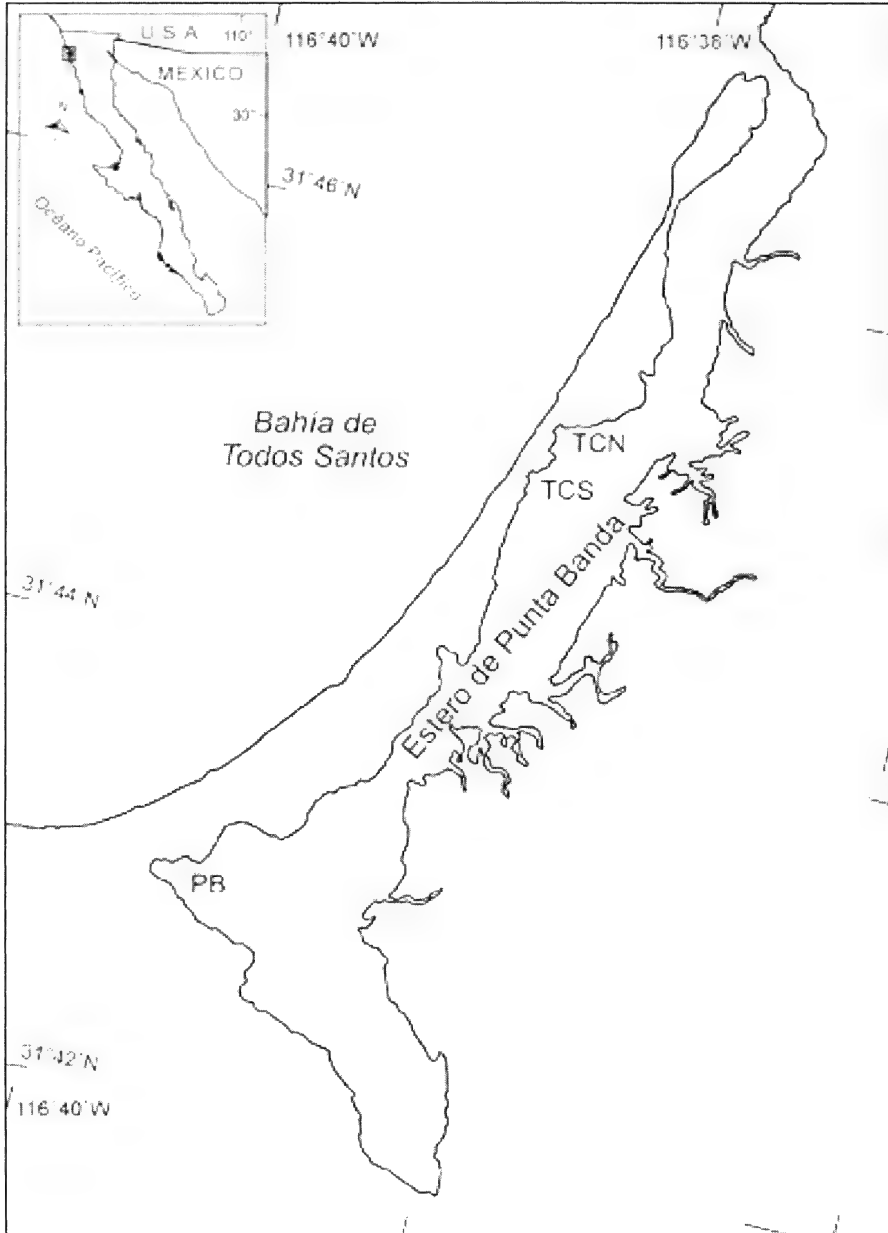 U S A
110°
MEXICO
N
30°
Océano Pacífico
116°40'W
116°38'W
31°46'N
Bahía de
Todos Santos
TCN
TCS
31°44'N
Estero de Punta Banda
PB
31°42'N
116°40'W